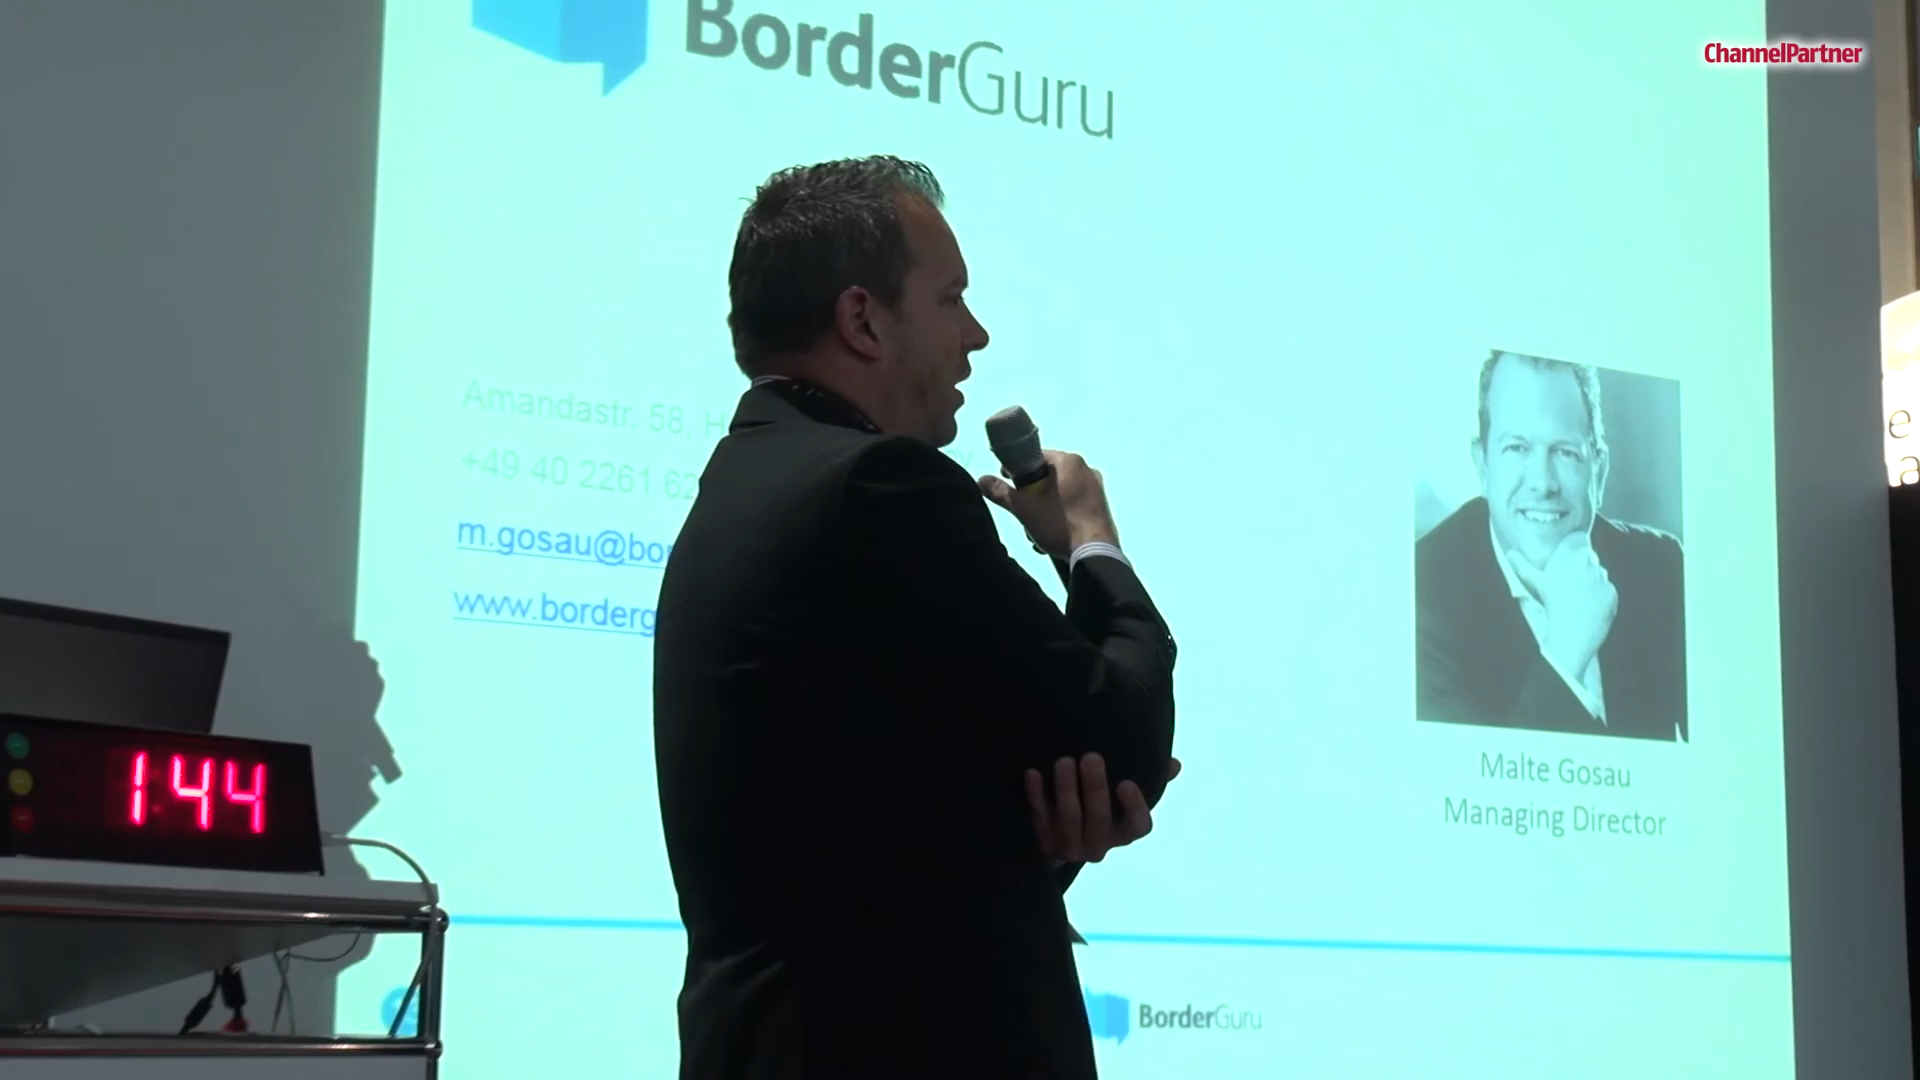 BorderGuru
ChannelPartner
Amandastr, 58, H
+49 40 2261 62
m.gosau@bor
www.borderg
Malte Gosau
Managing Director
1:44
BorderGuru